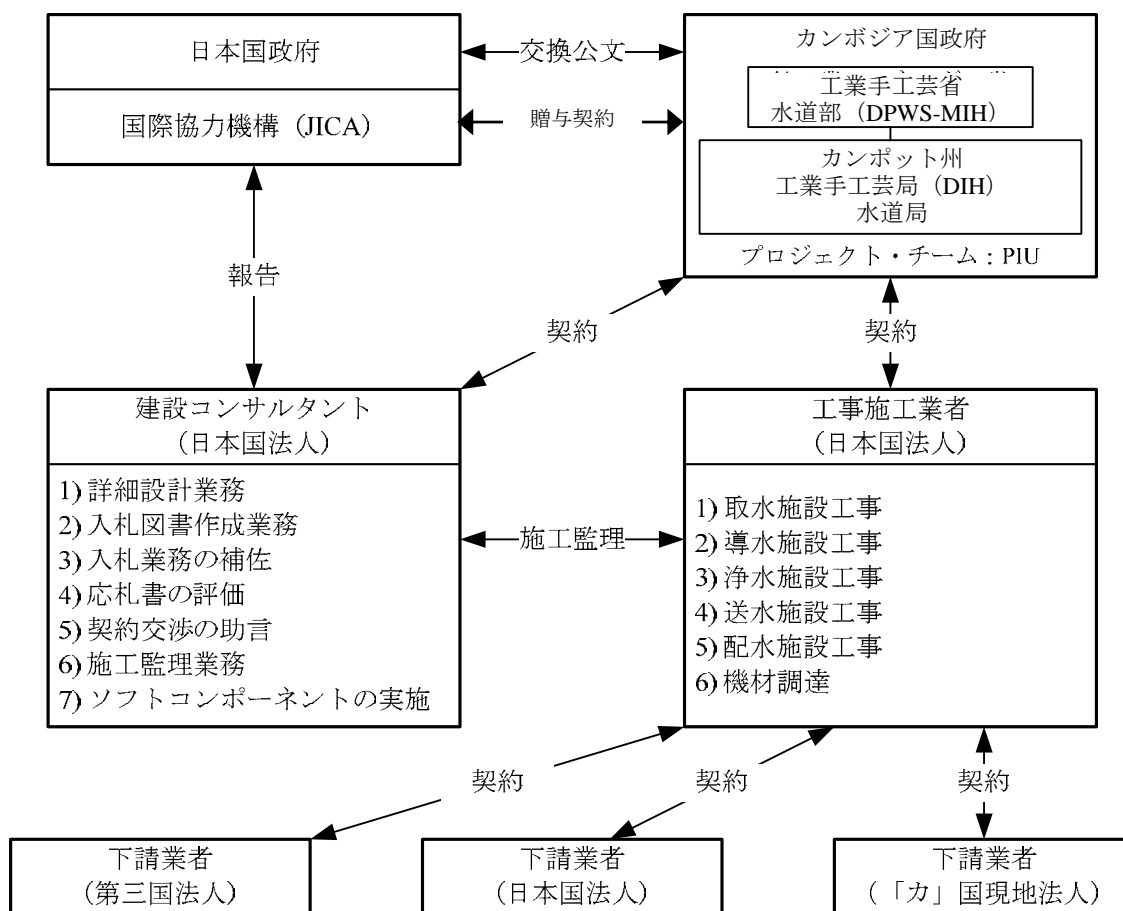 日本国政府
国際協力機構（JICA）
交換公文
贈与契約
カンボジア国政府
工業手工芸省
水道部（DPWS-MIH）
カンポット州
工業手工芸局（DIH）
水道局
プロジェクト・チーム：PIU
報告
契約
契約
建設コンサルタント
（日本国法人）
1) 詳細設計業務
2) 入札図書作成業務
3) 入札業務の補佐
4) 応札書の評価
5) 契約交渉の助言
6) 施工監理業務
7) ソフトコンポーネントの実施
施工監理
工事施工業者
（日本国法人）
1) 取水施設工事
2) 導水施設工事
3) 浄水施設工事
4) 送水施設工事
5) 配水施設工事
6) 機材調達
契約
契約
契約
下請業者
（第三国法人）
下請業者
（日本国法人）
下請業者
（「カ」国現地法人）